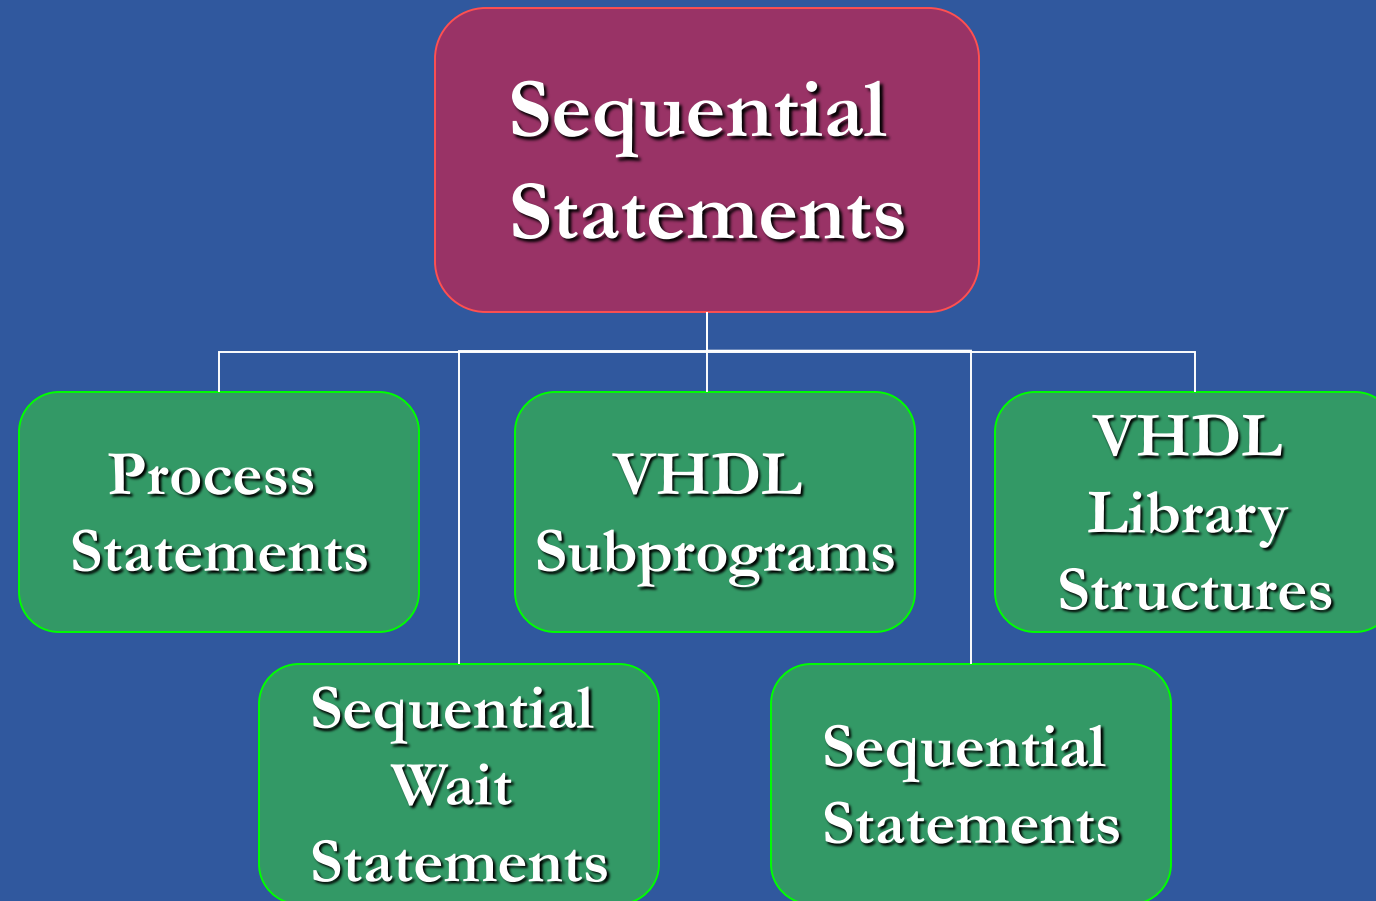 Sequential
Statements
Process
Statements
VHDL
Subprograms
VHDL
Library
Structures
Sequential
Wait
Statements
Sequential
Statements